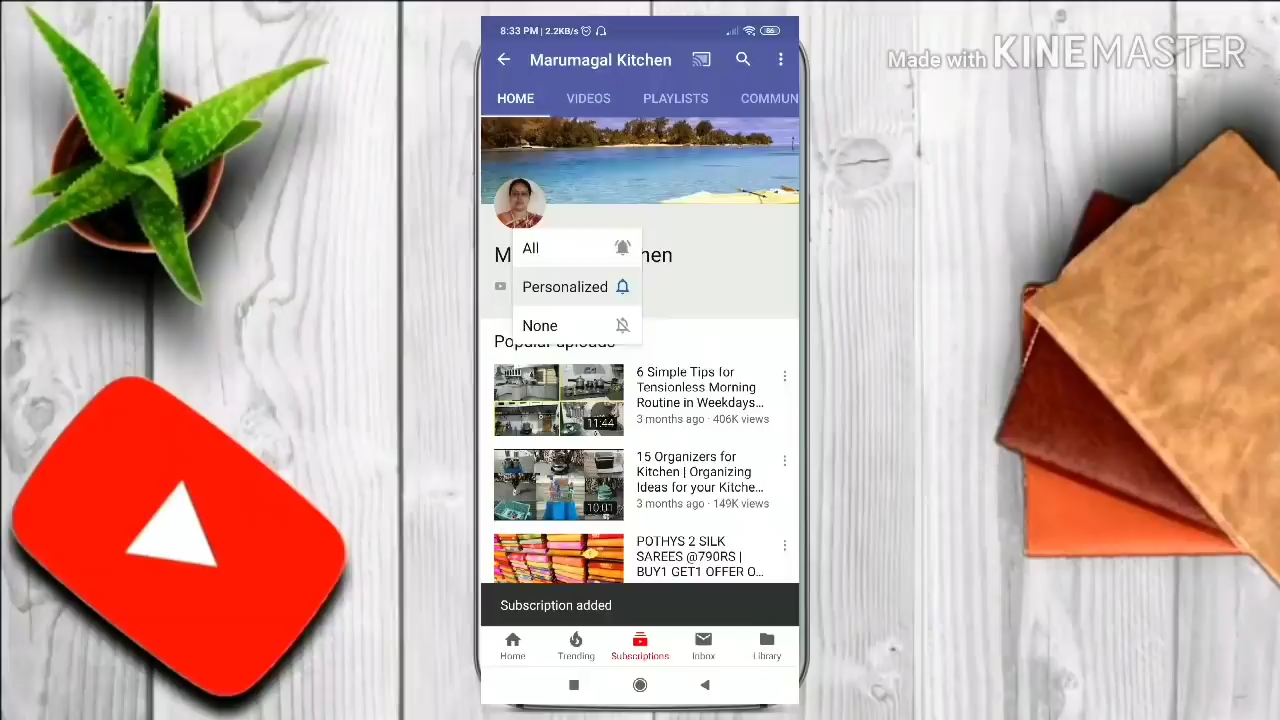 8:33 PM | 2.2KB/s
86
Made with KINEMASTER
Marumagal Kitchen
HOME VIDEOS PLAYLISTS COMMUN
All
Personalized
None
Popular uploads
6 Simple Tips for
Tensionless Morning
Routine in Weekdays...
3 months ago · 406K views
11:44
15 Organizers for
Kitchen | Organizing
Ideas for your Kitche...
3 months ago · 149K views
10:01
POTHYS 2 SILK
SAREES @790RS |
BUY1 GET1 OFFER O...
Subscription added
Home Trending Subscriptions Inbox Library